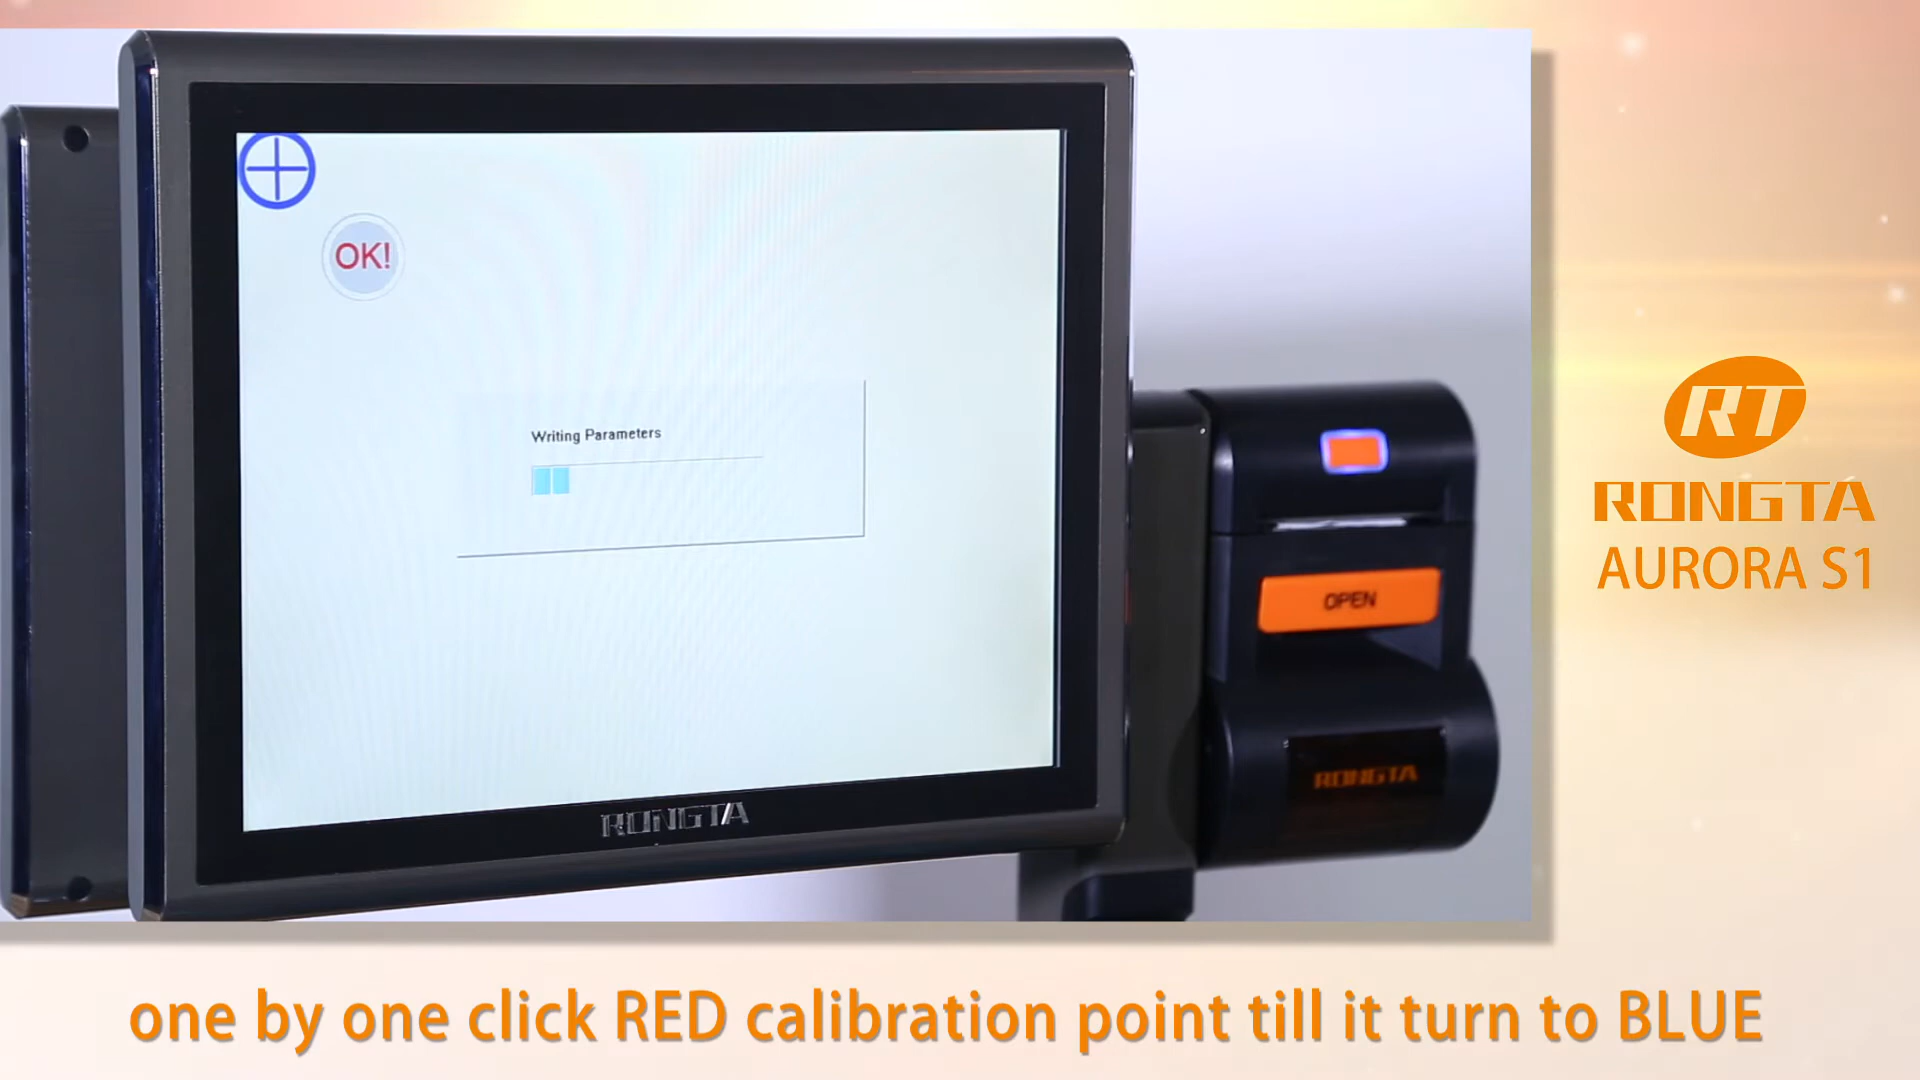 OK!
Writing Parameters
RONGTA
OPEN
RONGTA
RT
RONGTA
AURORA S1
one by one click RED calibration point till it turn to BLUE